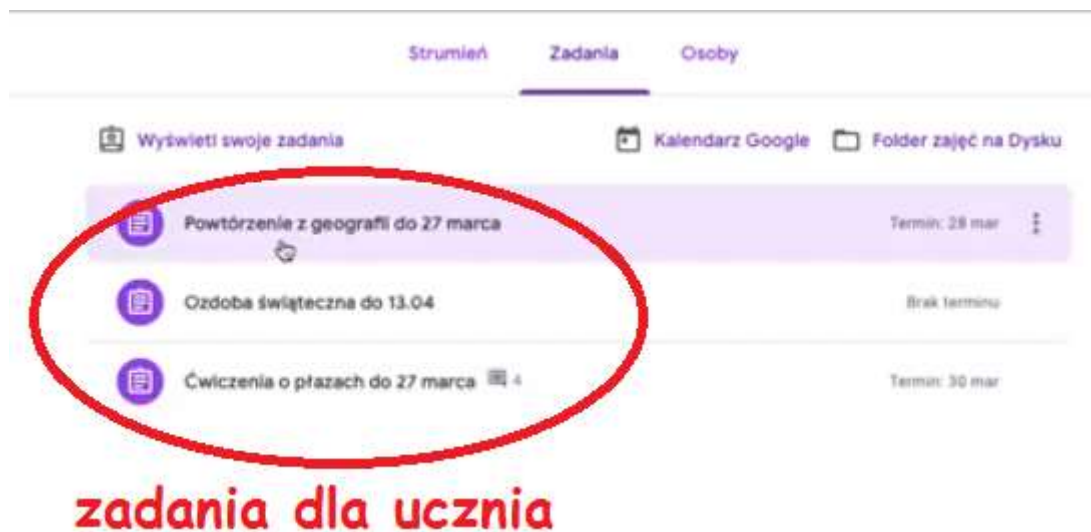 Strumień Zadania Osoby
Wyświetl swoje zadania Kalendarz Google Folder zajęć na Dysku
Powtórzenie z geografii do 27 marca Termin: 28 mar
Ozdoba świąteczna do 13.04 Brak terminu
Ćwiczenia o płazach do 27 marca 4 Termin: 30 mar
zadania dla ucznia